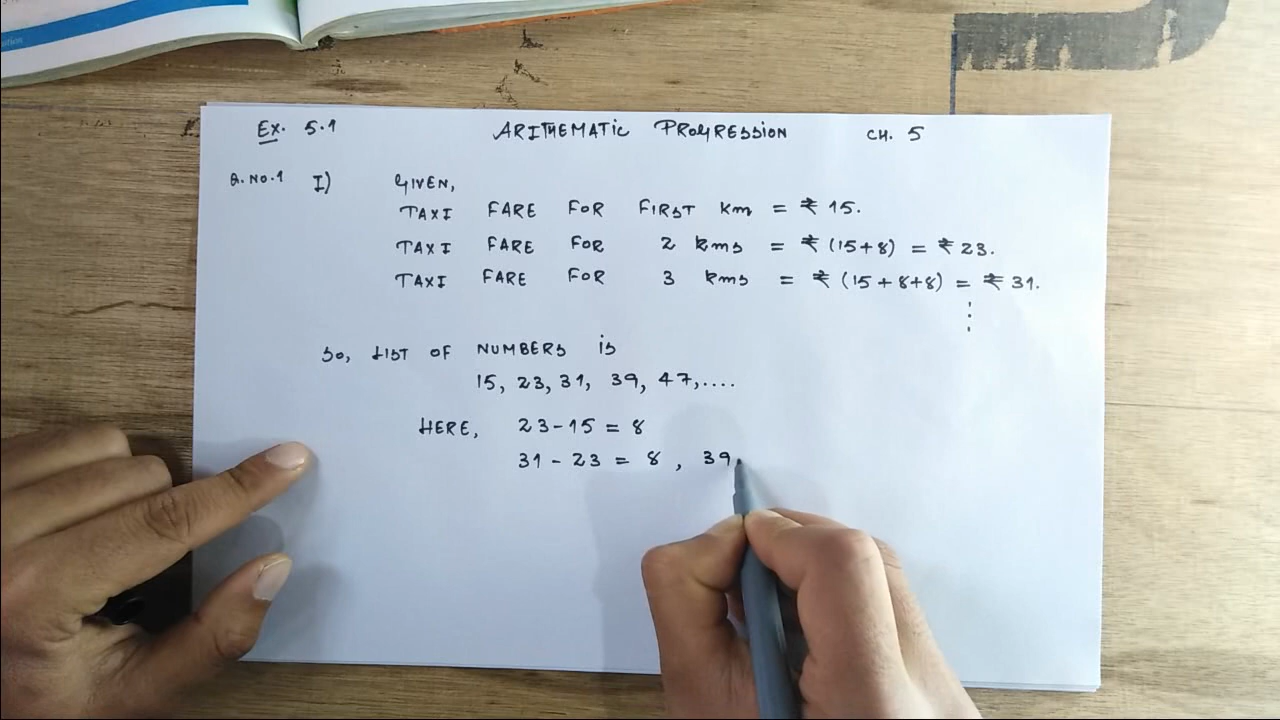 Ex. 5.1 ARITHEMATIC PROGRESSION CH. 5
Q. NO. 1 I) GIVEN,
TAXI FARE FOR FIRST km = ₹ 15.
TAXI FARE FOR 2 kms = ₹ (15+8) = ₹ 23.
TAXI FARE FOR 3 kms = ₹ (15+8+8) = ₹ 31.
⋮
SO, LIST OF NUMBERS IS
15, 23, 31, 39, 47,....
HERE, 23-15 = 8
31-23 = 8, 39